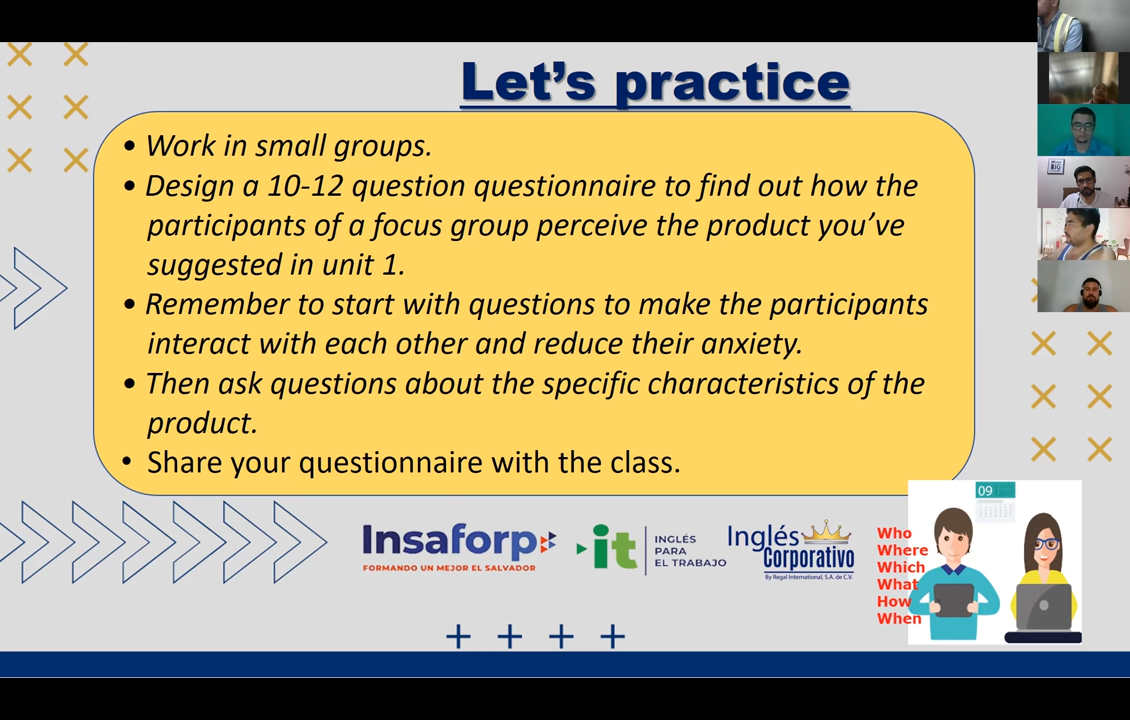 Let's practice
• Work in small groups.
• Design a 10-12 question questionnaire to find out how the
participants of a focus group perceive the product you've
suggested in unit 1.
• Remember to start with questions to make the participants
interact with each other and reduce their anxiety.
• Then ask questions about the specific characteristics of the
product.
• Share your questionnaire with the class.
Insaforp
FORMANDO UN MEJOR EL SALVADOR
it
INGLÉS
PARA
EL TRABAJO
Inglés
Corporativo
By Regal International, S.A. de C.V.
09
Who
Where
Which
What
How
When
BIG